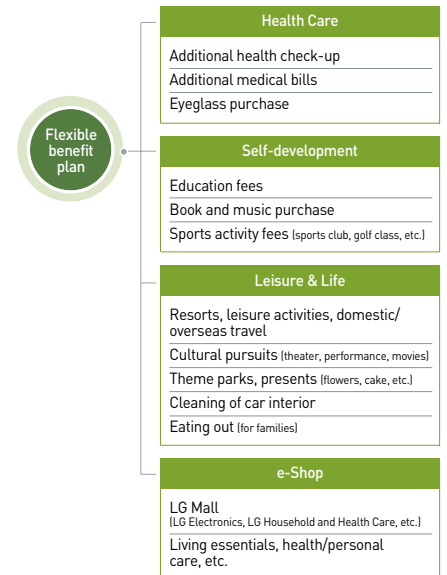 Flexible
benefit
plan
Health Care
Additional health check-up
Additional medical bills
Eyeglass purchase
Self-development
Education fees
Book and music purchase
Sports activity fees (sports club, golf class, etc.)
Leisure & Life
Resorts, leisure activities, domestic/
overseas travel
Cultural pursuits (theater, performance, movies)
Theme parks, presents (flowers, cake, etc.)
Cleaning of car interior
Eating out (for families)
e-Shop
LG Mall
(LG Electronics, LG Household and Health Care, etc.)
Living essentials, health/personal
care, etc.